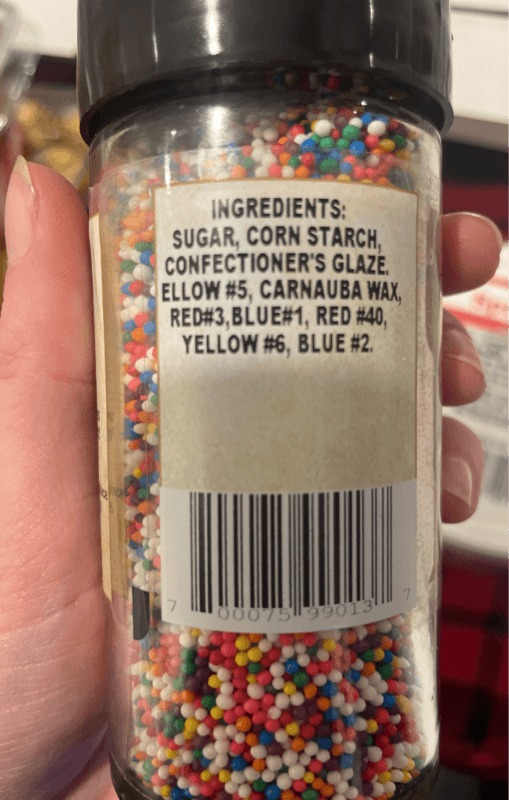 INGREDIENTS:
SUGAR, CORN STARCH,
CONFECTIONER'S GLAZE.
ELLOW #5, CARNAUBA WAX,
RED#3,BLUE#1, RED #40,
YELLOW #6, BLUE #2.
7 00075 99013 7